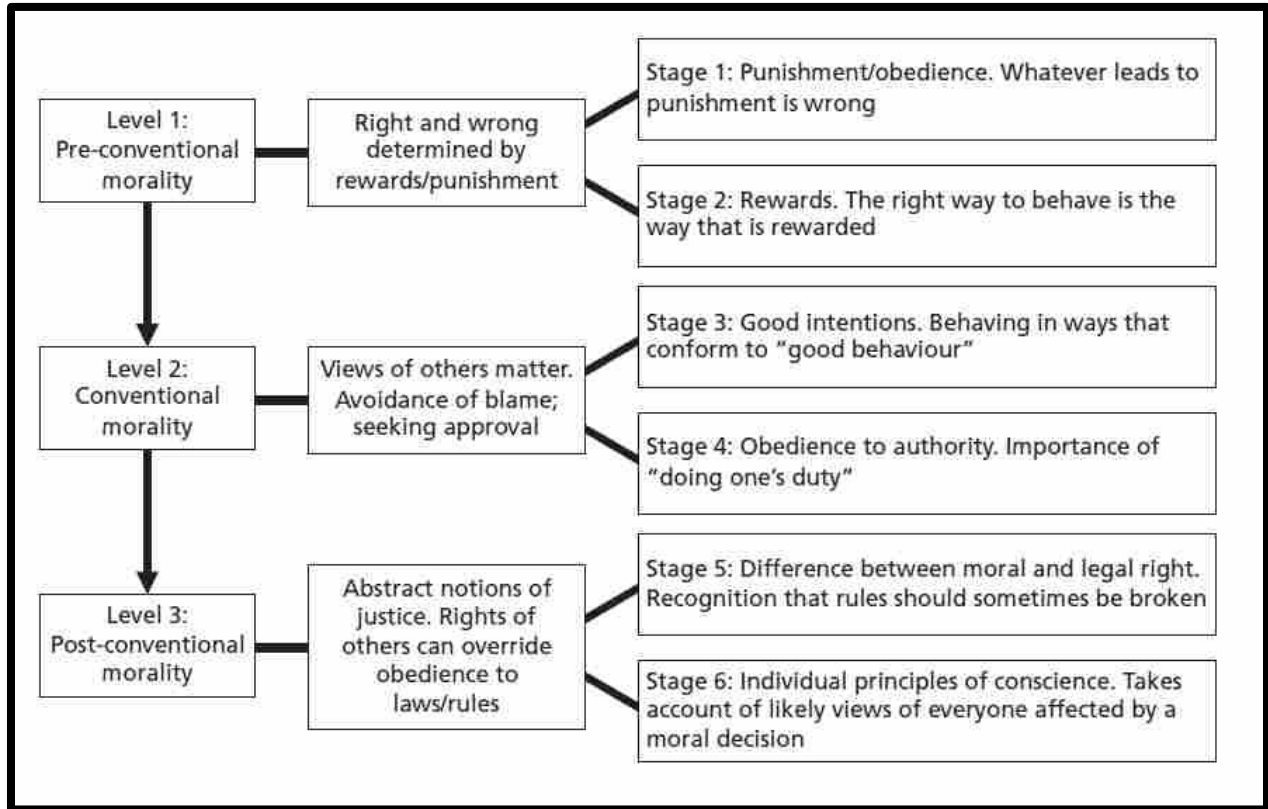 Level 1:
Pre-conventional
morality
Right and wrong
determined by
rewards/punishment
Stage 1: Punishment/obedience. Whatever leads to
punishment is wrong
Stage 2: Rewards. The right way to behave is the
way that is rewarded
Level 2:
Conventional
morality
Views of others matter.
Avoidance of blame;
seeking approval
Stage 3: Good intentions. Behaving in ways that
conform to “good behaviour”
Stage 4: Obedience to authority. Importance of
“doing one’s duty”
Level 3:
Post-conventional
morality
Abstract notions of
justice. Rights of
others can override
obedience to
laws/rules
Stage 5: Difference between moral and legal right.
Recognition that rules should sometimes be broken
Stage 6: Individual principles of conscience. Takes
account of likely views of everyone affected by a
moral decision